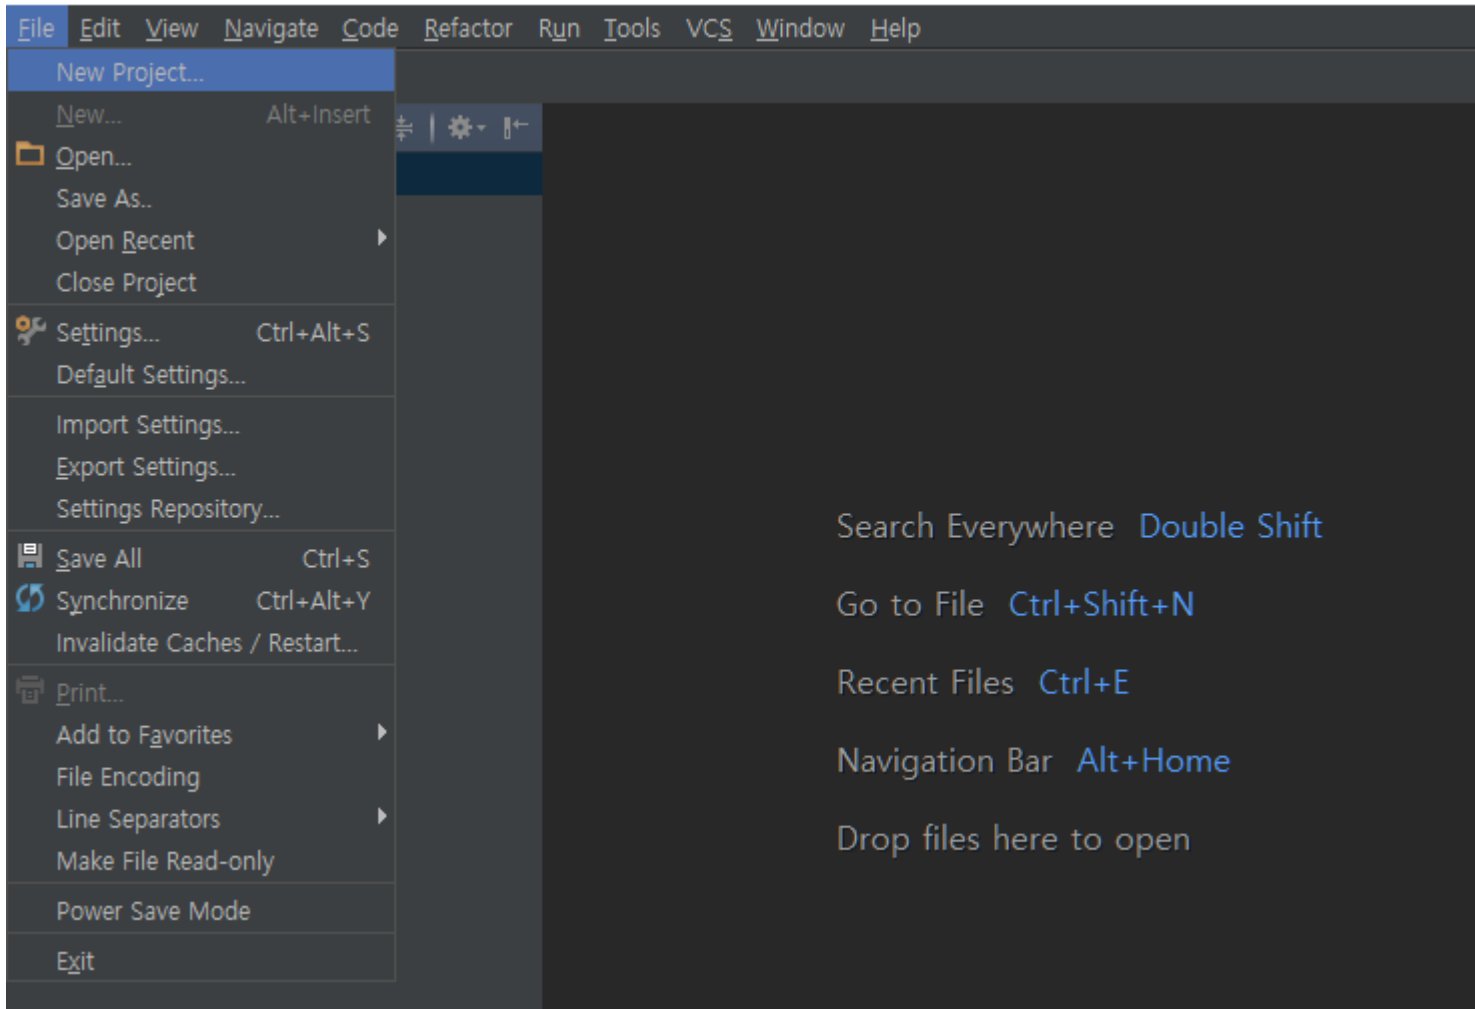 File Edit View Navigate Code Refactor Run Tools VCS Window Help
New Project...
New... Alt+Insert
Open...
Save As..
Open Recent
Close Project
Settings... Ctrl+Alt+S
Default Settings...
Import Settings...
Export Settings...
Settings Repository...
Save All Ctrl+S
Synchronize Ctrl+Alt+Y
Invalidate Caches / Restart...
Print...
Add to Favorites
File Encoding
Line Separators
Make File Read-only
Power Save Mode
Exit
Search Everywhere Double Shift
Go to File Ctrl+Shift+N
Recent Files Ctrl+E
Navigation Bar Alt+Home
Drop files here to open